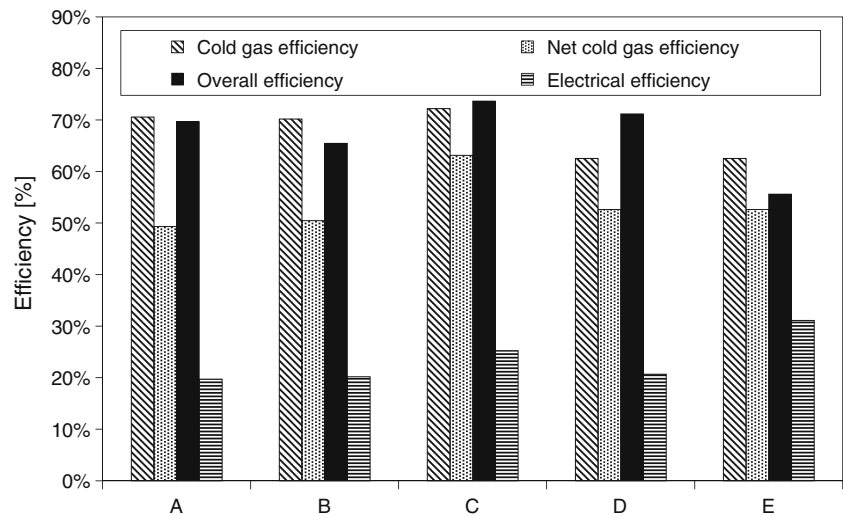 90%
80%
70%
60%
50%
40%
30%
20%
10%
0%
Efficiency [%]
Cold gas efficiency
Net cold gas efficiency
Overall efficiency
Electrical efficiency
A B C D E